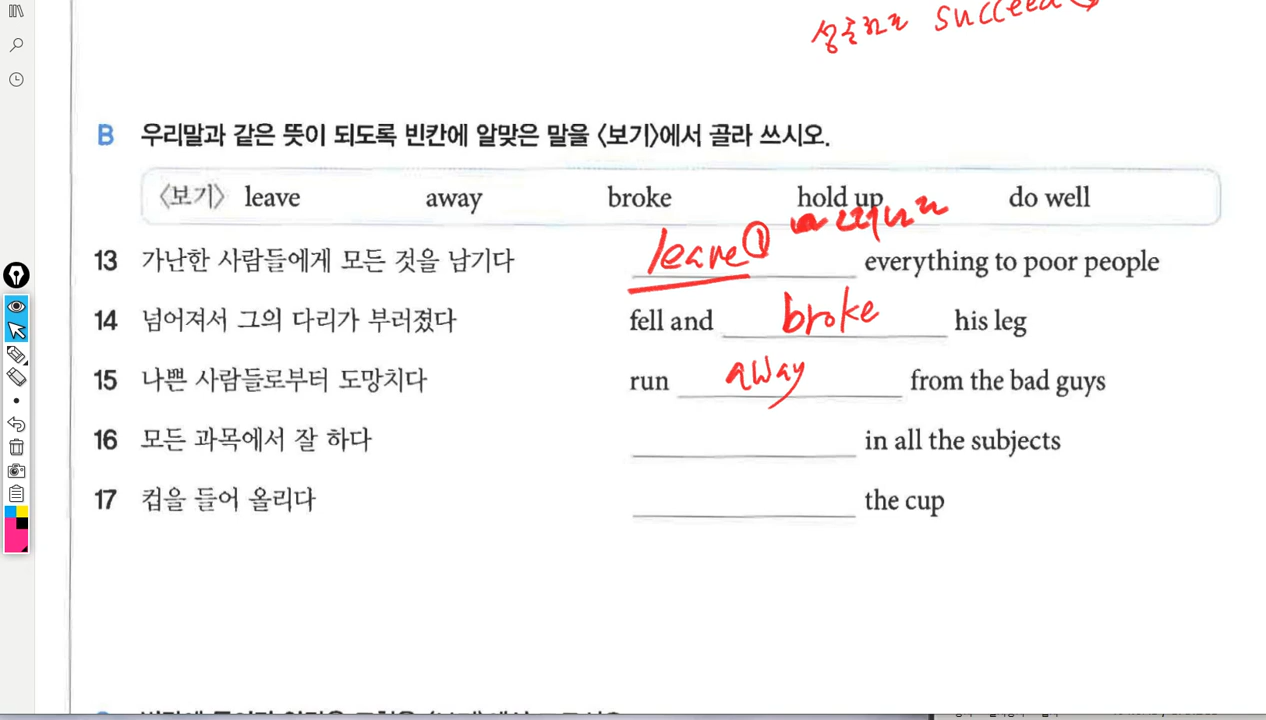 succeed
B 우리말과 같은 뜻이 되도록 빈칸에 알맞은 말을 〈보기〉에서 골라 쓰시오.
〈보기〉 leave away broke hold up do well
13 가난한 사람들에게 모든 것을 남기다 leave ① everything to poor people
14 넘어져서 그의 다리가 부러졌다 fell and broke his leg
15 나쁜 사람들로부터 도망치다 run away from the bad guys
16 모든 과목에서 잘 하다 in all the subjects
17 컵을 들어 올리다 the cup